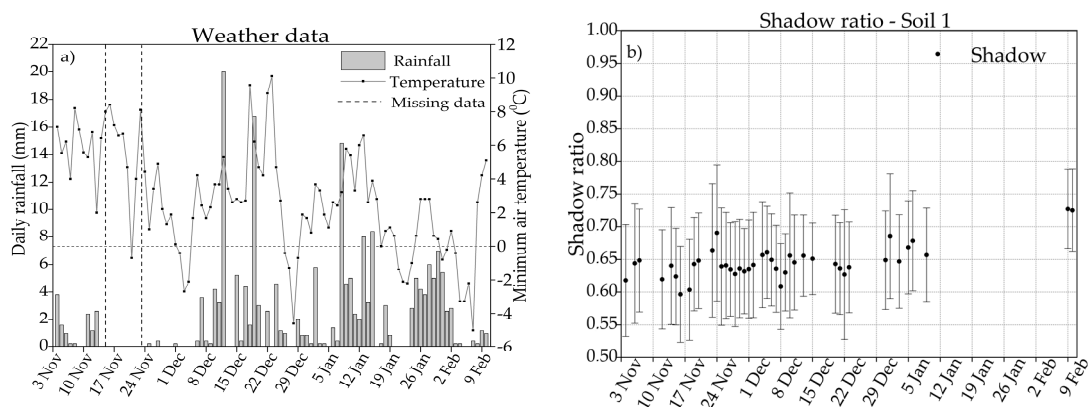 Weather data
a)
Rainfall
Temperature
Missing data
Daily rainfall (mm)
22
20
18
16
14
12
10
8
6
4
2
0
12
10
8
6
4
2
0
-2
-4
-6
Minimum air temperature (⁰C)
3 Nov
10 Nov
17 Nov
24 Nov
1 Dec
8 Dec
15 Dec
22 Dec
29 Dec
5 Jan
12 Jan
19 Jan
26 Jan
2 Feb
9 Feb
Shadow ratio - Soil 1
b)
Shadow
Shadow ratio
1.00
0.95
0.90
0.85
0.80
0.75
0.70
0.65
0.60
0.55
0.50
3 Nov
10 Nov
17 Nov
24 Nov
1 Dec
8 Dec
15 Dec
22 Dec
29 Dec
5 Jan
12 Jan
19 Jan
26 Jan
2 Feb
9 Feb